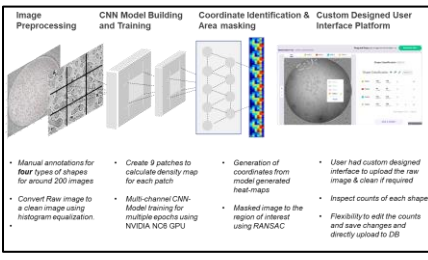 Image
Preprocessing
CNN Model Building
and Training
Coordinate Identification &
Area masking
Custom Designed User
Interface Platform
• Manual annotations for
four types of shapes
for around 200 images
• Convert Raw image to
a clean image using
histogram equalization.
•
• Create 9 patches to
calculate density map
for each patch
• Multi-channel CNN-
Model training for
multiple epochs using
NVIDIA NC6 GPU
• Generation of
coordinates from
model generated
heat-maps
• Masked image to the
region of interest
using RANSAC
• User had custom designed
interface to upload the raw
image & clean if required
• Inspect counts of each shape
• Flexibility to edit the counts
and save changes and
directly upload to DB